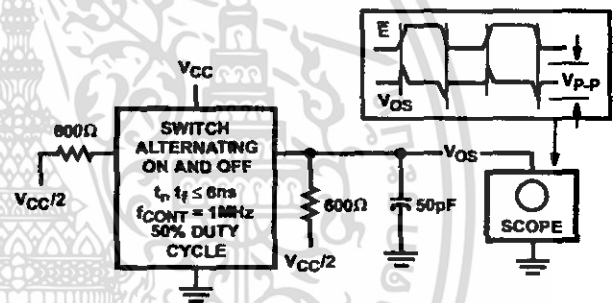 E
VOS
VP-P
VCC
600Ω
VCC/2
SWITCH
ALTERNATING
ON AND OFF
tr, tf ≤ 6ns
fCONT = 1MHz
50% DUTY
CYCLE
600Ω
VCC/2
50pF
VOS
SCOPE